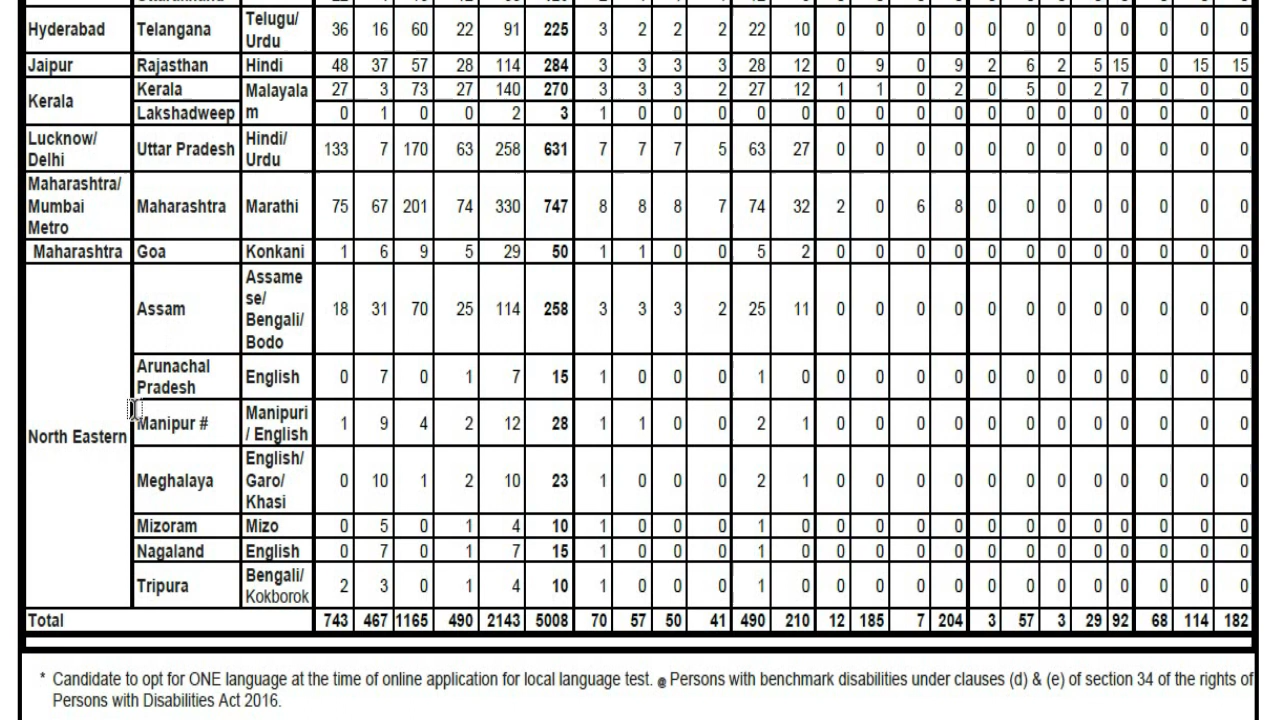 Hyderabad Telangana Telugu/ Urdu 36 16 60 22 91 225 3 2 2 2 22 10 0 0 0 0 0 0 0 0 0 0 0 0
Jaipur Rajasthan Hindi 48 37 57 28 114 284 3 3 3 3 28 12 0 9 0 9 2 6 2 5 15 0 15 15
Kerala Kerala Malayala m 27 3 73 27 140 270 3 3 3 2 27 12 1 1 0 2 0 5 0 2 7 0 0 0
Lakshadweep 0 1 0 0 2 3 1 0 0 0 0 0 0 0 0 0 0 0 0 0 0 0 0 0
Lucknow/ Delhi Uttar Pradesh Hindi/ Urdu 133 7 170 63 258 631 7 7 7 5 63 27 0 0 0 0 0 0 0 0 0 0 0 0
Maharashtra/ Mumbai Metro Maharashtra Marathi 75 67 201 74 330 747 8 8 8 7 74 32 2 0 6 8 0 0 0 0 0 0 0 0
Maharashtra Goa Konkani 1 6 9 5 29 50 1 1 0 0 5 2 0 0 0 0 0 0 0 0 0 0 0 0
North Eastern Assam Assame se/ Bengali/ Bodo 18 31 70 25 114 258 3 3 3 2 25 11 0 0 0 0 0 0 0 0 0 0 0 0
Arunachal Pradesh English 0 7 0 1 7 15 1 0 0 0 1 0 0 0 0 0 0 0 0 0 0 0 0 0
Manipur # Manipuri / English 1 9 4 2 12 28 1 1 0 0 2 1 0 0 0 0 0 0 0 0 0 0 0 0
Meghalaya English/ Garo/ Khasi 0 10 1 2 10 23 1 0 0 0 2 1 0 0 0 0 0 0 0 0 0 0 0 0
Mizoram Mizo 0 5 0 1 4 10 1 0 0 0 1 0 0 0 0 0 0 0 0 0 0 0 0 0
Nagaland English 0 7 0 1 7 15 1 0 0 0 1 0 0 0 0 0 0 0 0 0 0 0 0 0
Tripura Bengali/ Kokborok 2 3 0 1 4 10 1 0 0 0 1 0 0 0 0 0 0 0 0 0 0 0 0 0
Total 743 467 1165 490 2143 5008 70 57 50 41 490 210 12 185 7 204 3 57 3 29 92 68 114 182
* Candidate to opt for ONE language at the time of online application for local language test. @ Persons with benchmark disabilities under clauses (d) & (e) of section 34 of the rights of
Persons with Disabilities Act 2016.